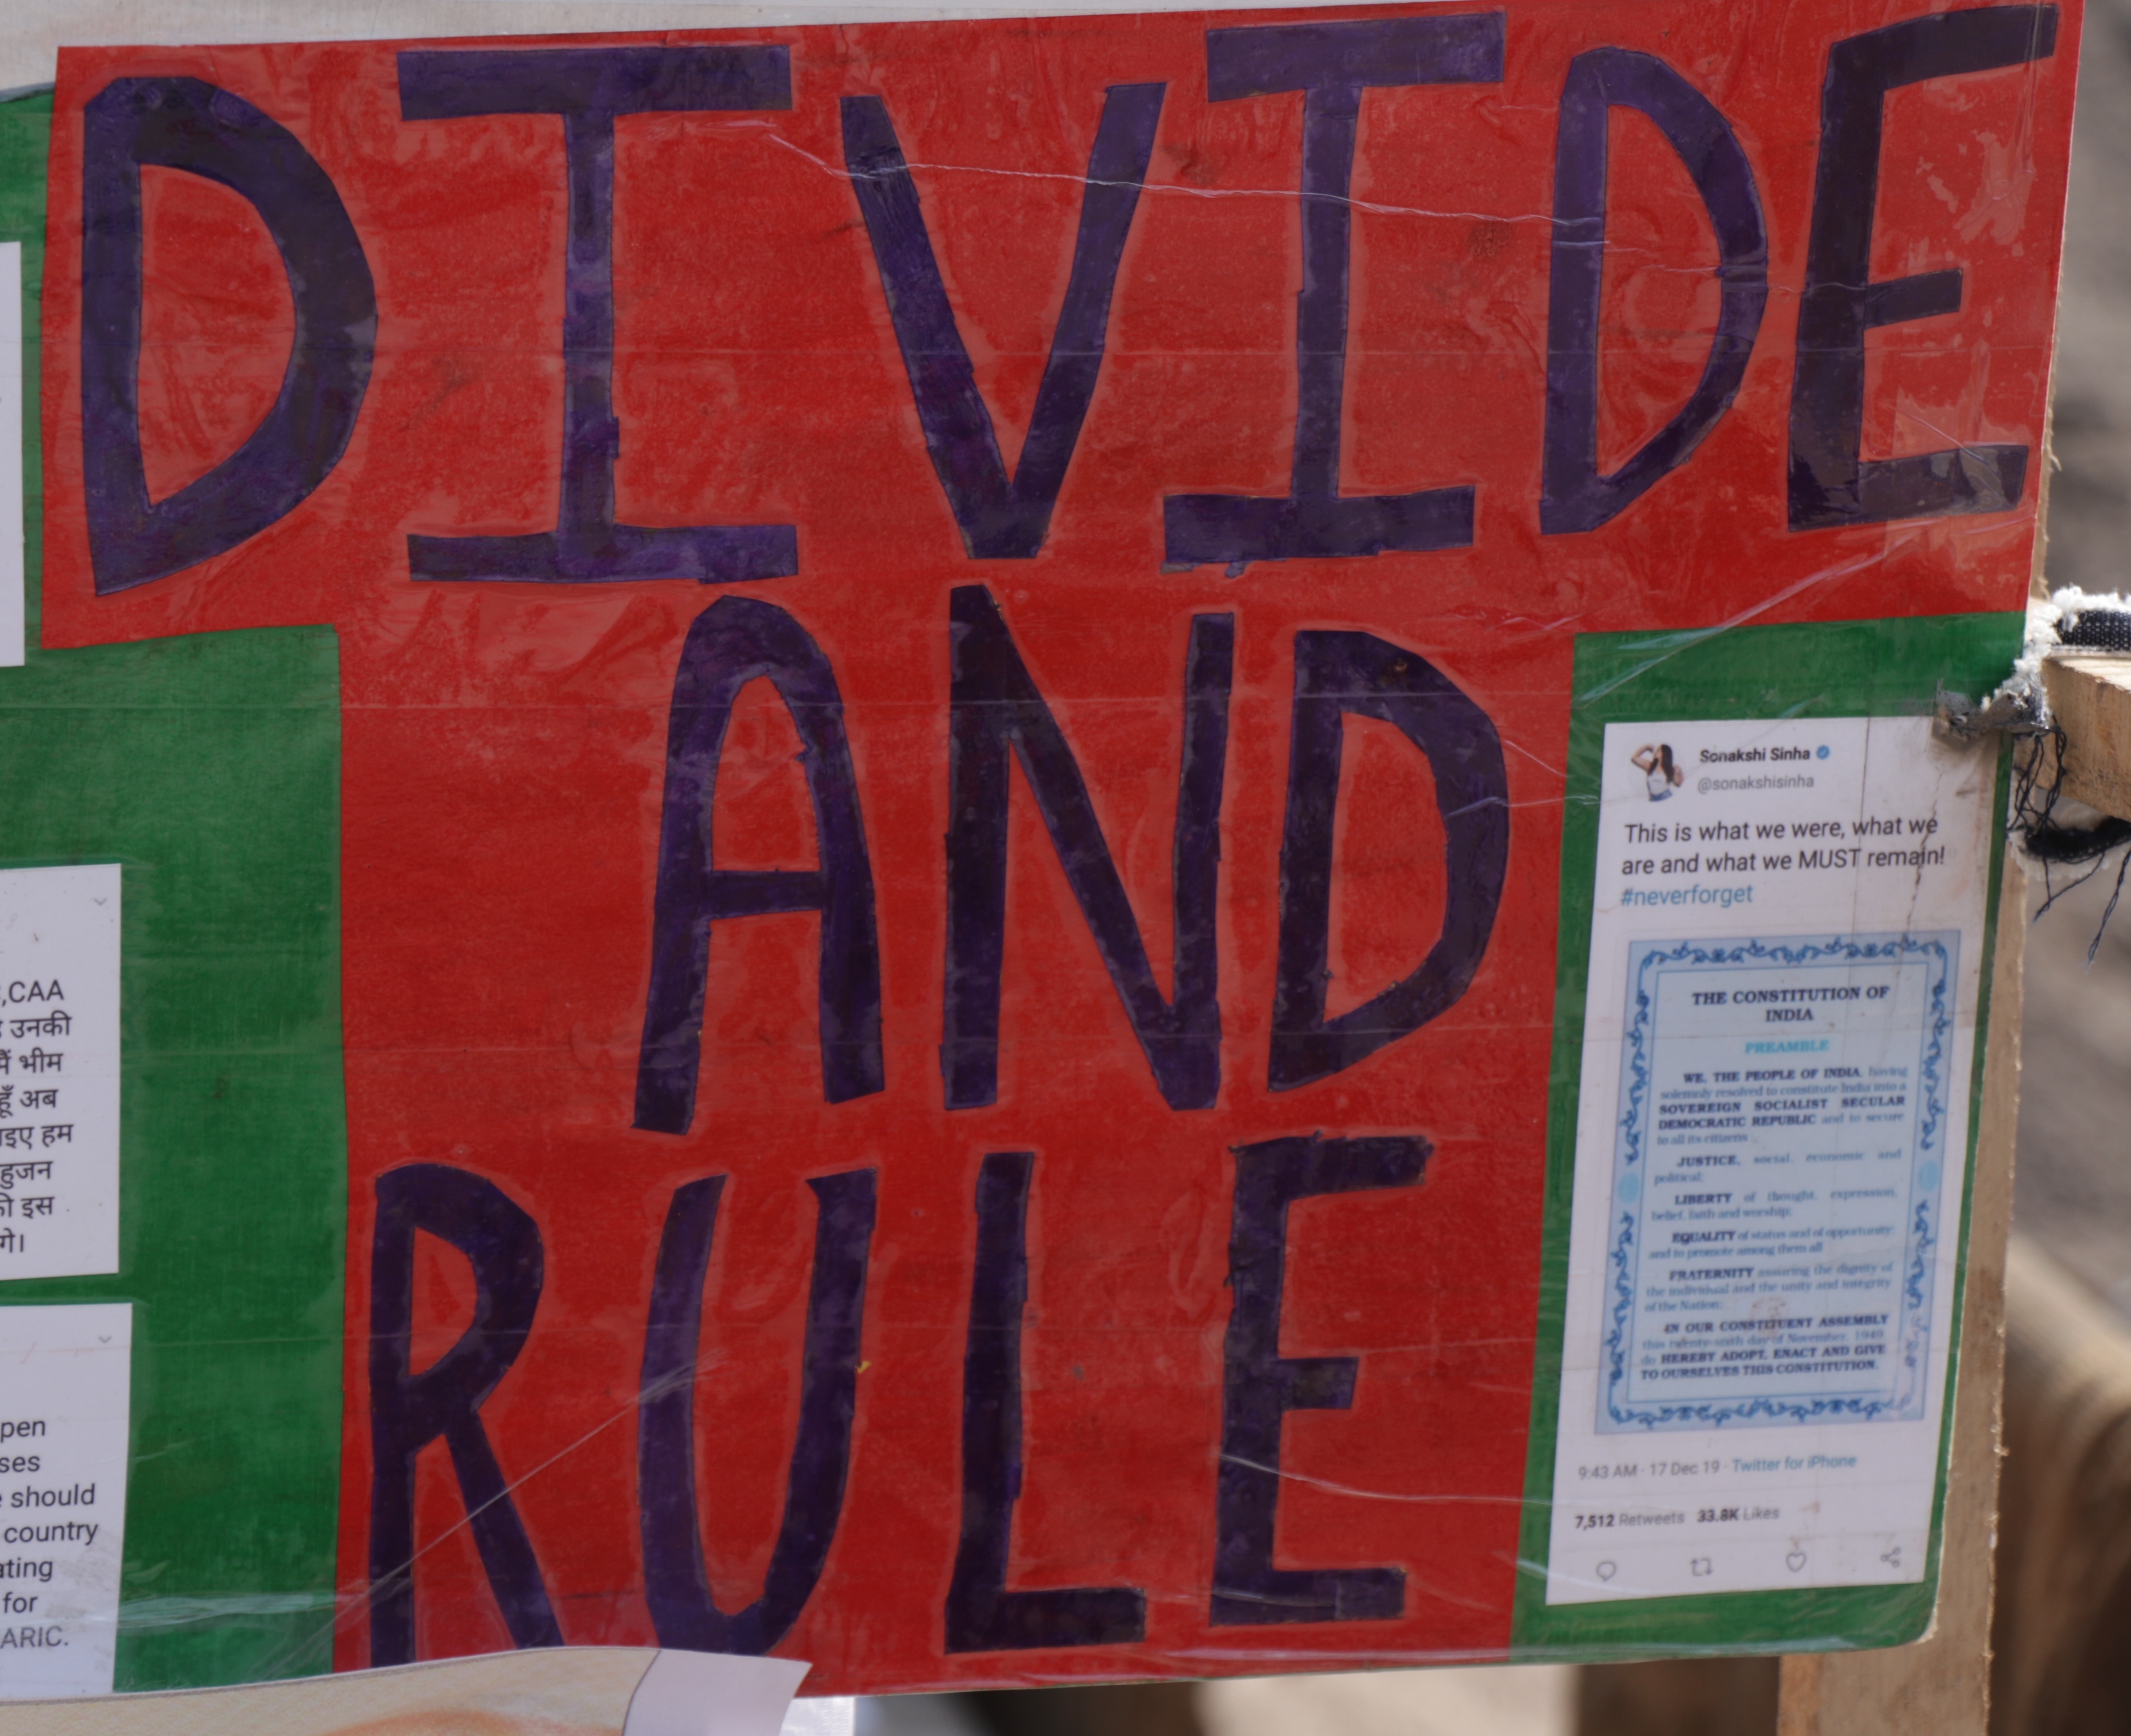 DIVIDE
AND
RULE
,CAA
उनकी
मैं भीम
हूँ अब
इए हम
हुजन
की इस
गे।
pen
ses
should
country
ating
for
ARIC.
Sonakshi Sinha
@sonakshisinha
This is what we were, what we
are and what we MUST remain!
#neverforget
THE CONSTITUTION OF
INDIA
PREAMBLE
WE, THE PEOPLE OF INDIA, having
solemnly resolved to constitute India into a
SOVEREIGN SOCIALIST SECULAR
DEMOCRATIC REPUBLIC and to secure
to all its citizens :
JUSTICE, social, economic and
political;
LIBERTY of thought, expression,
belief, faith and worship;
EQUALITY of status and of opportunity;
and to promote among them all
FRATERNITY assuring the dignity of
the individual and the unity and integrity
of the Nation;
IN OUR CONSTITUENT ASSEMBLY
this twenty-sixth day of November, 1949,
do HEREBY ADOPT, ENACT AND GIVE
TO OURSELVES THIS CONSTITUTION.
9:43 AM · 17 Dec 19 · Twitter for iPhone
7,512 Retweets 33.8K Likes